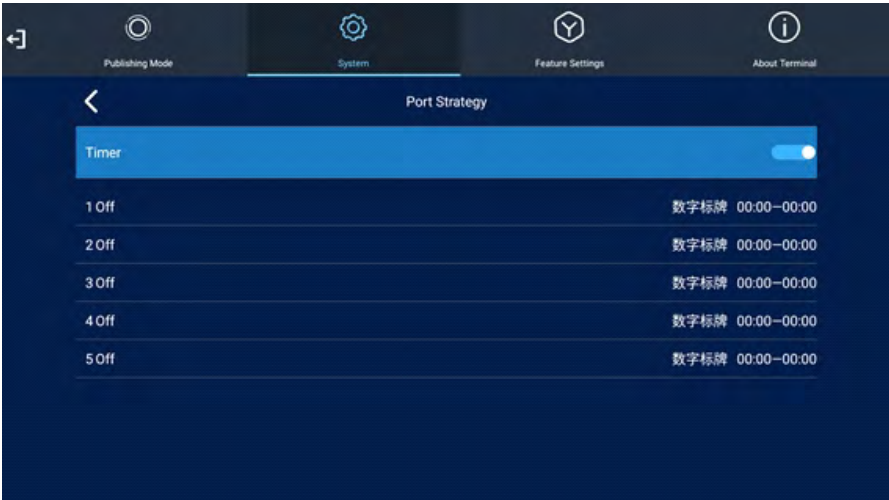 Publishing Mode System Feature Settings About Terminal
Port Strategy
Timer
1 Off 数字标牌 00:00—00:00
2 Off 数字标牌 00:00—00:00
3 Off 数字标牌 00:00—00:00
4 Off 数字标牌 00:00—00:00
5 Off 数字标牌 00:00—00:00